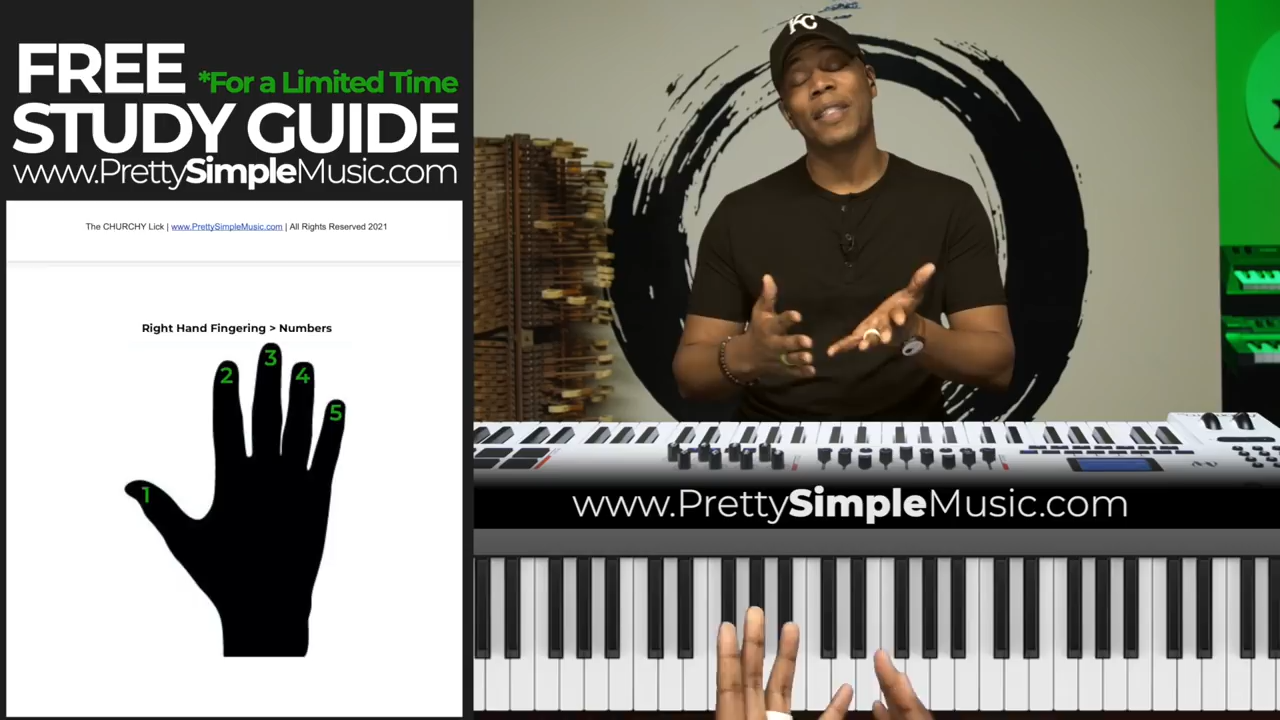 FREE *For a Limited Time
STUDY GUIDE
www.PrettySimpleMusic.com
The CHURCHY Lick | www.PrettySimpleMusic.com | All Rights Reserved 2021
Right Hand Fingering > Numbers
1
2
3
4
5
KC
www.PrettySimpleMusic.com